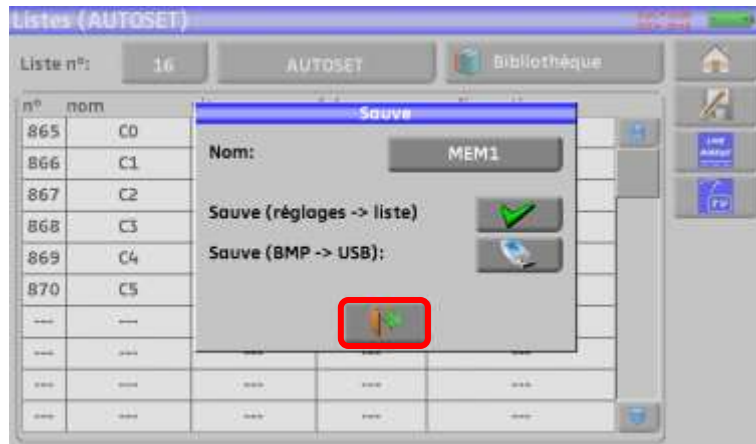 Listes (AUTOSET)
Liste n°: 16 AUTOSET Bibliothèque
n° nom
Sauve
865 C0
Nom: MEM1
866 C1
867 C2
Sauve (réglages -> liste)
868 C3
Sauve (BMP -> USB):
869 C4
870 C5
--- ---
--- --- --- --- ---
--- --- --- --- ---
--- --- --- --- ---
TV